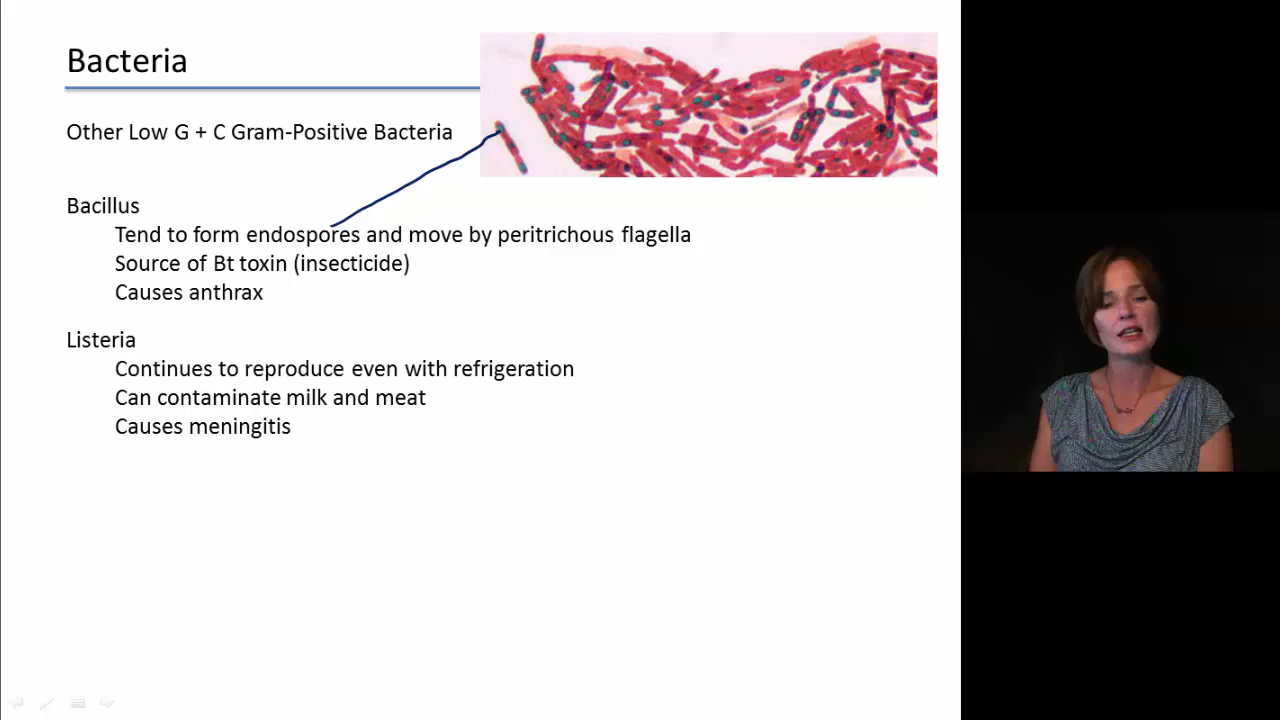 Bacteria
Other Low G + C Gram-Positive Bacteria
Bacillus
Tend to form endospores and move by peritrichous flagella
Source of Bt toxin (insecticide)
Causes anthrax
Listeria
Continues to reproduce even with refrigeration
Can contaminate milk and meat
Causes meningitis